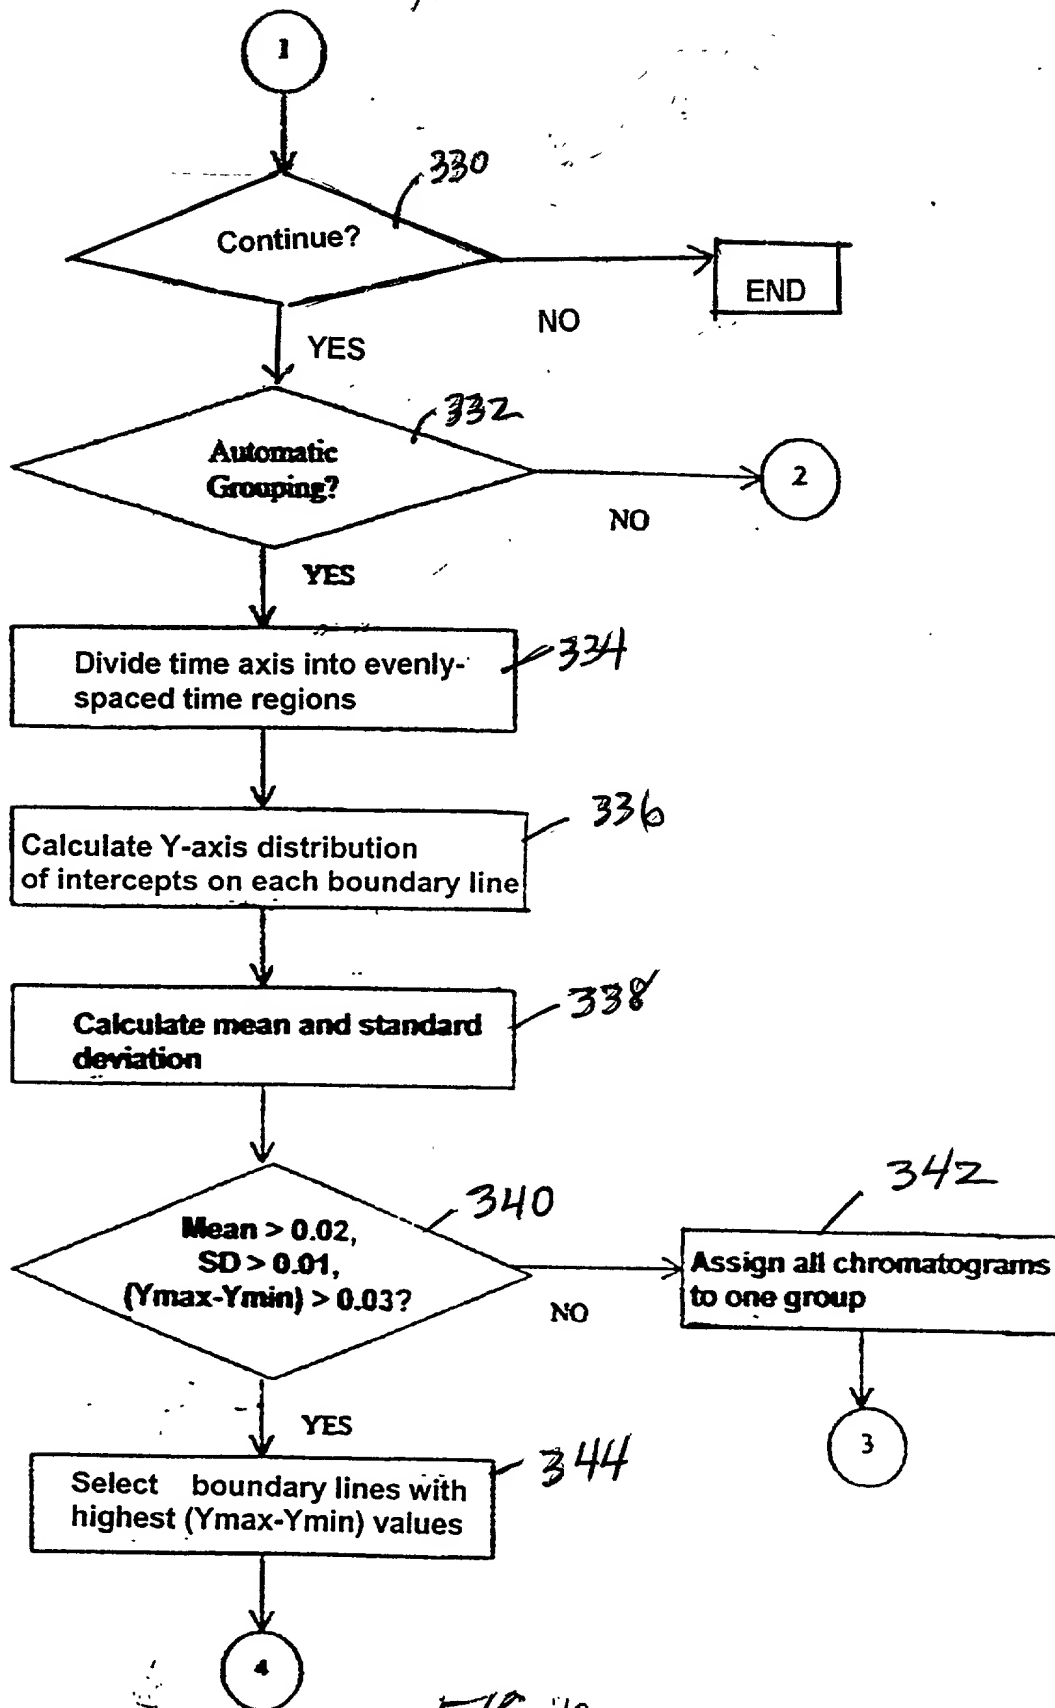 1
330
Continue?
END
NO
YES
332
Automatic
Grouping?
2
NO
YES
334
Divide time axis into evenly-
spaced time regions
336
Calculate Y-axis distribution
of intercepts on each boundary line
338
Calculate mean and standard
deviation
342
340
Mean > 0.02,
SD > 0.01,
(Ymax-Ymin) > 0.03?
Assign all chromatograms
to one group
NO
YES
3
344
Select boundary lines with
highest (Ymax-Ymin) values
4